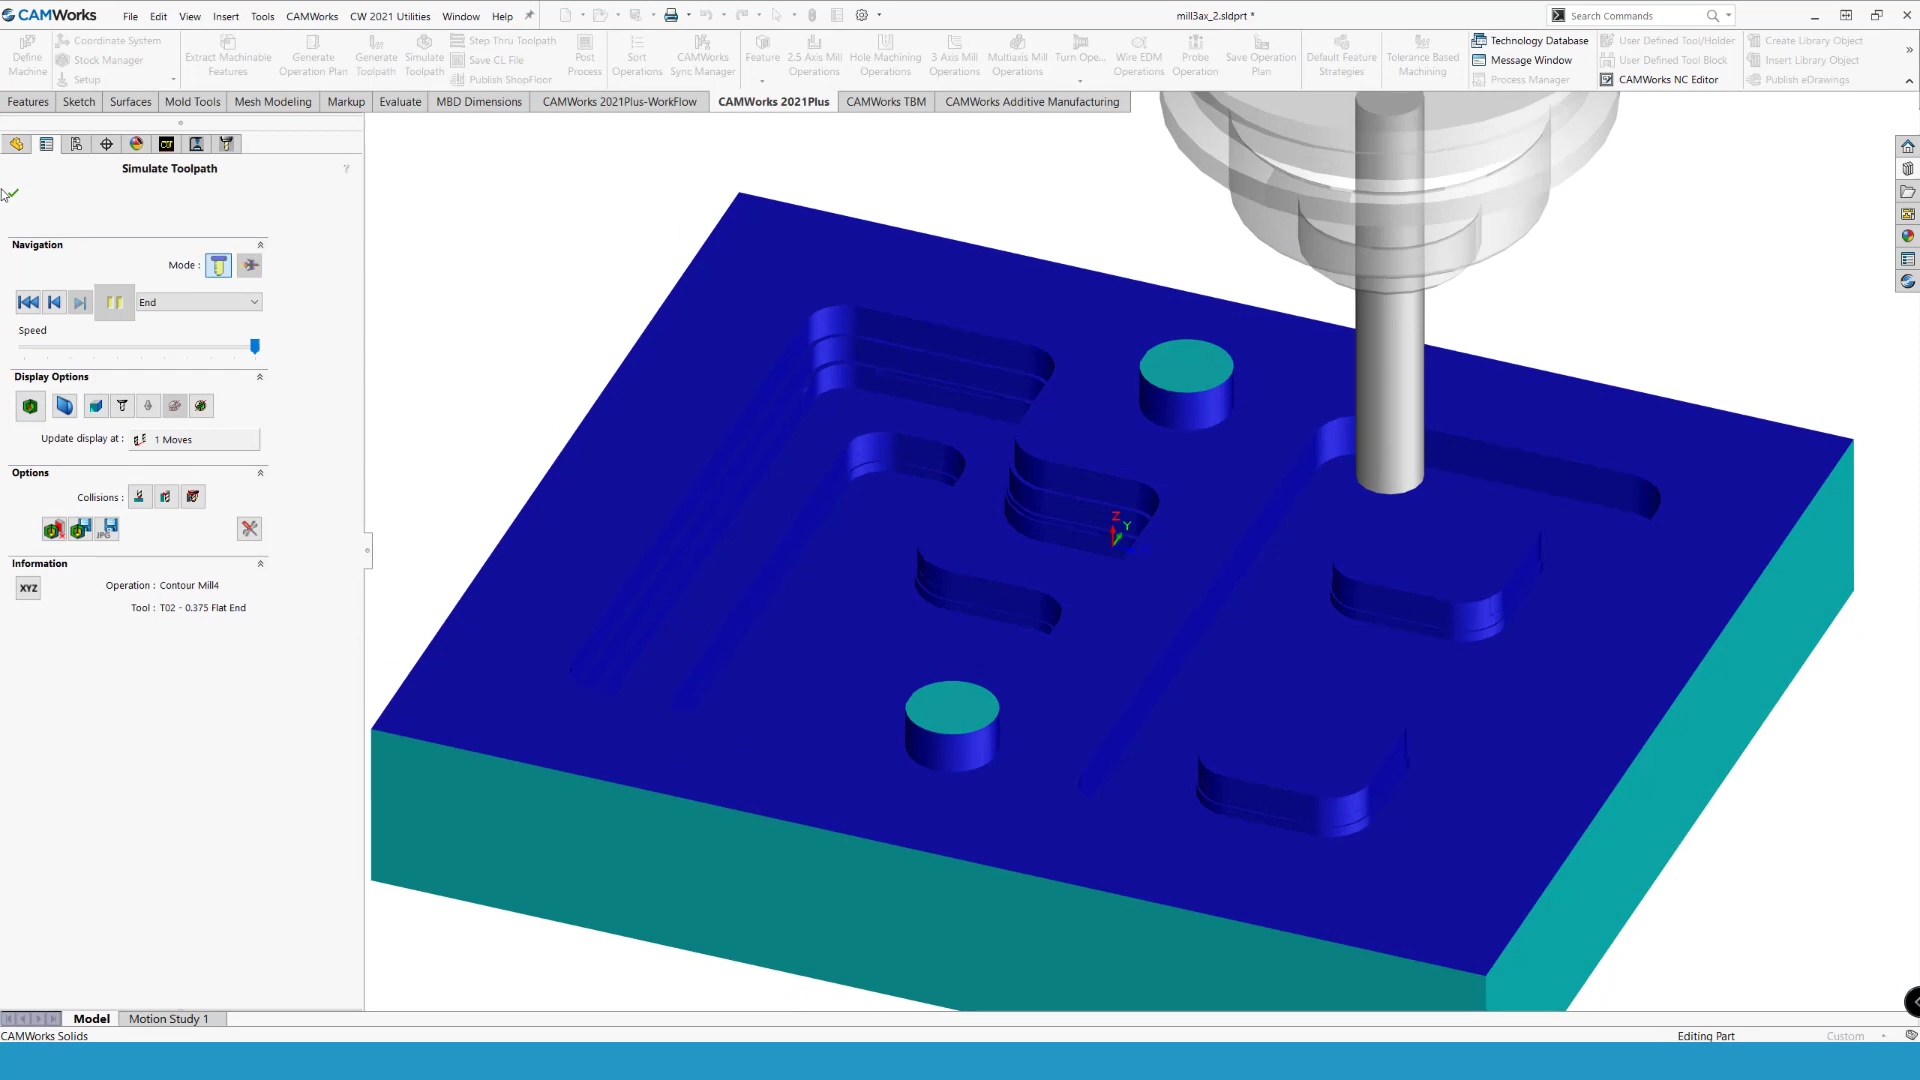 CAMWorks File Edit View Insert Tools CAMWorks CW 2021 Utilities Window Help mill3ax_2.sldprt * Search Commands
Define Machine
Coordinate System
Stock Manager
Setup
Extract Machinable Features
Generate Operation Plan
Generate Toolpath
Simulate Toolpath
Step Thru Toolpath
Save CL File
Publish ShopFloor
Post Process
Sort Operations
CAMWorks Sync Manager
Feature
2.5 Axis Mill Operations
Hole Machining Operations
3 Axis Mill Operations
Multiaxis Mill Operations
Turn Ope...
Wire EDM Operations
Probe Operation
Save Operation Plan
Default Feature Strategies
Tolerance Based Machining
Technology Database
Message Window
Process Manager
User Defined Tool/Holder
User Defined Tool Block
CAMWorks NC Editor
Create Library Object
Insert Library Object
Publish eDrawings
Features Sketch Surfaces Mold Tools Mesh Modeling Markup Evaluate MBD Dimensions CAMWorks 2021Plus-WorkFlow CAMWorks 2021Plus CAMWorks TBM CAMWorks Additive Manufacturing
Simulate Toolpath ?
Navigation
Mode :
End
Speed
Display Options
Update display at : 1 Moves
Options
Collisions :
JPG
Information
XYZ Operation : Contour Mill4
Tool : T02 - 0.375 Flat End
Z
Y
Model Motion Study 1
CAMWorks Solids Editing Part Custom